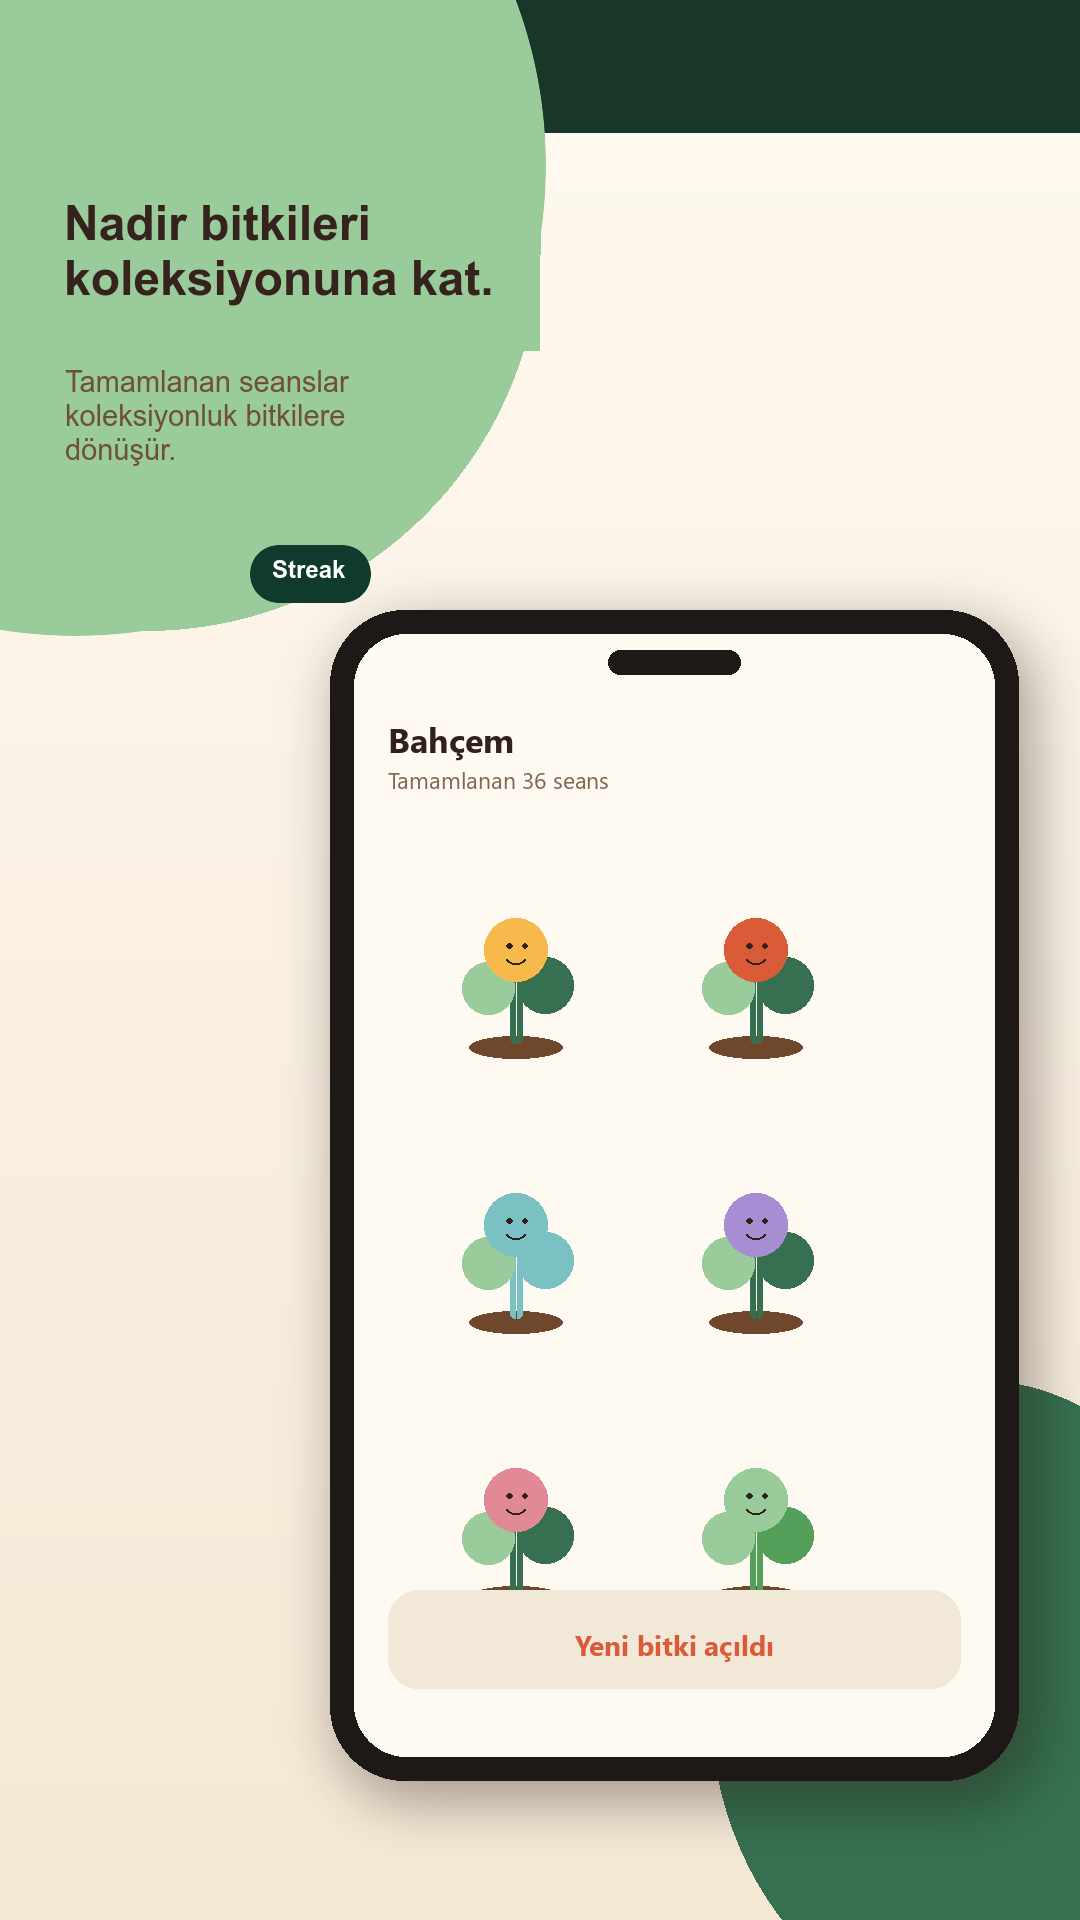 Nadir bitkileri
koleksiyonuna kat.
Tamamlanan seanslar
koleksiyonluk bitkilere
dönüşür.
Streak
Bahçem
Tamamlanan 36 seans
Yeni bitki açıldı